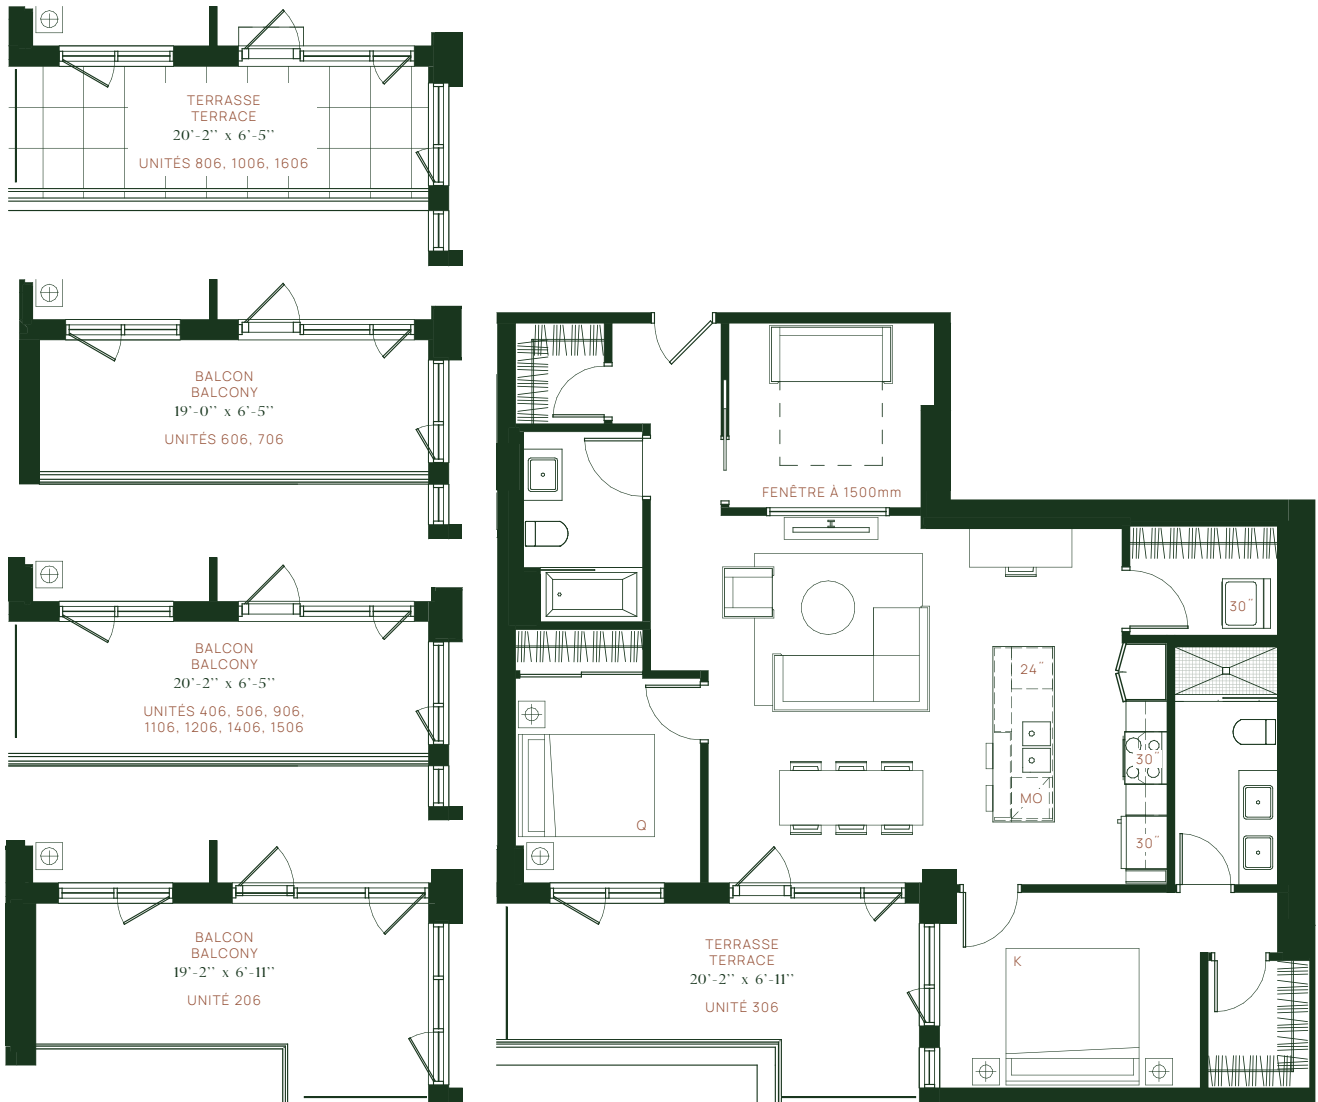 TERRASSE
TERRACE
20'-2'' x 6'-5''
UNITÉS 806, 1006, 1606
BALCON
BALCONY
19'-0'' x 6'-5''
UNITÉS 606, 706
BALCON
BALCONY
20'-2'' x 6'-5''
UNITÉS 406, 506, 906,
1106, 1206, 1406, 1506
BALCON
BALCONY
19'-2'' x 6'-11''
UNITÉ 206
FENÊTRE À 1500mm
30¨
24¨
30¨
MO
Q
30¨
TERRASSE
TERRACE
20'-2'' x 6'-11''
UNITÉ 306
K